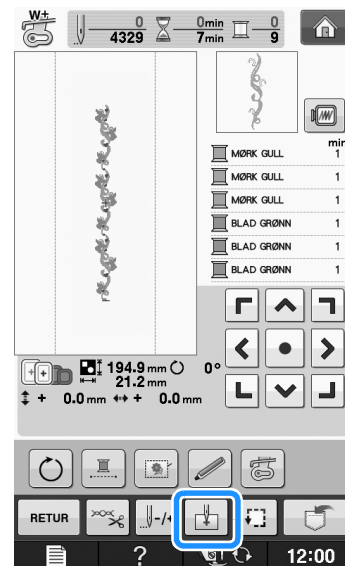 W+
0
4329
0min
7min
0
9
min
MØRK GULL 1
MØRK GULL 1
MØRK GULL 1
BLAD GRØNN 1
BLAD GRØNN 1
BLAD GRØNN 1
194.9 mm 0°
21.2 mm
+ 0.0 mm + 0.0 mm
RETUR -/+
? 12:00